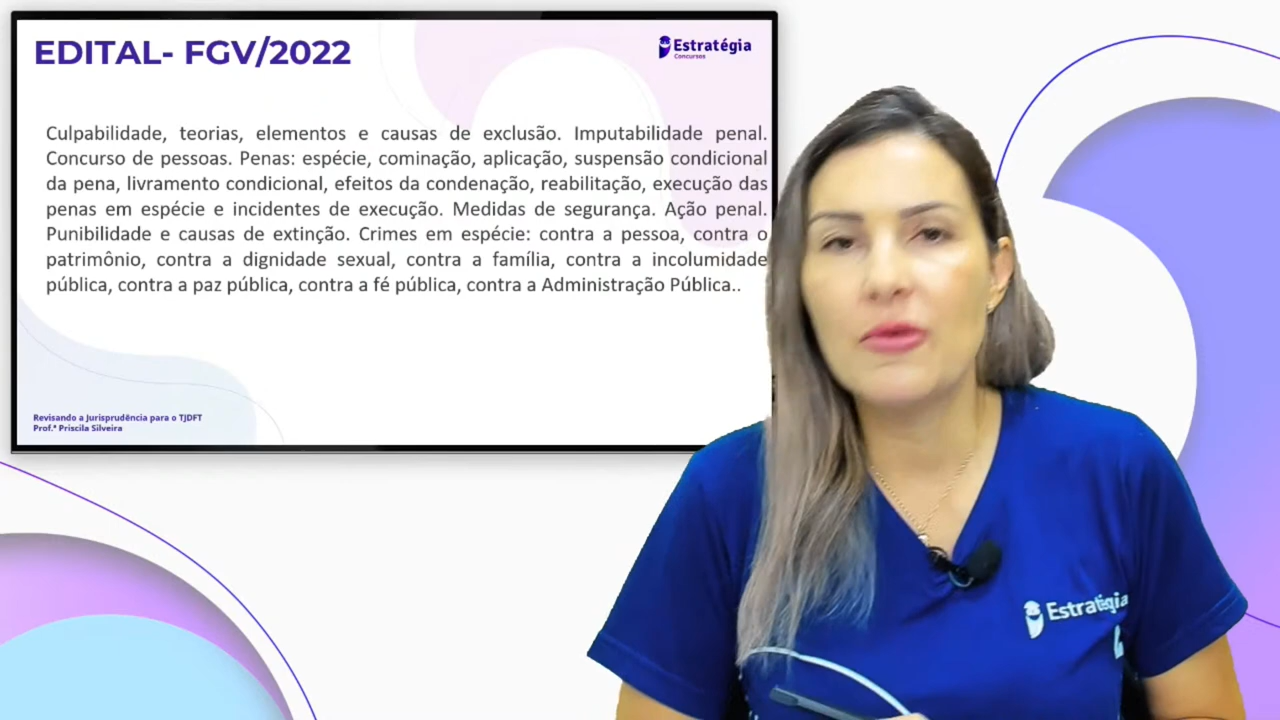 EDITAL- FGV/2022
Estratégia
Concursos
Culpabilidade, teorias, elementos e causas de exclusão. Imputabilidade penal.
Concurso de pessoas. Penas: espécie, cominação, aplicação, suspensão condicional
da pena, livramento condicional, efeitos da condenação, reabilitação, execução das
penas em espécie e incidentes de execução. Medidas de segurança. Ação penal.
Punibilidade e causas de extinção. Crimes em espécie: contra a pessoa, contra o
patrimônio, contra a dignidade sexual, contra a família, contra a incolumidade
pública, contra a paz pública, contra a fé pública, contra a Administração Pública..
Revisando a Jurisprudência para o TJDFT
Prof.ª Priscila Silveira
Estratégia